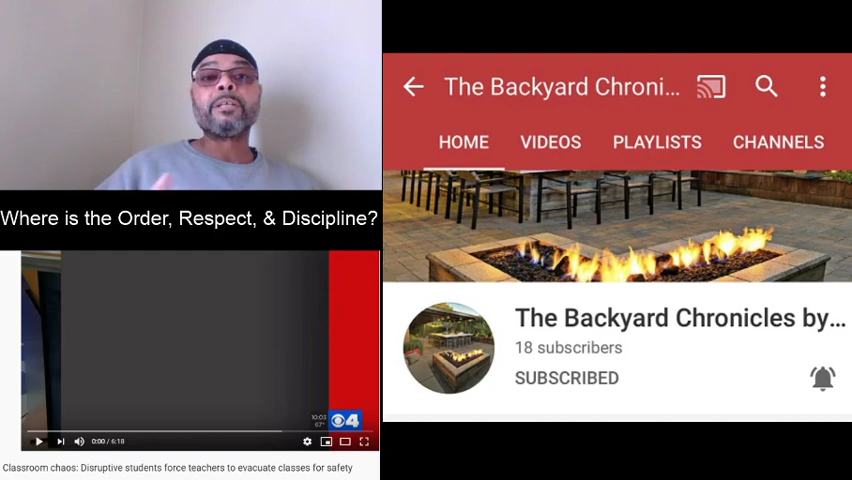 Where is the Order, Respect, & Discipline?
10:03
67°
4
0:00 / 6:18
Classroom chaos: Disruptive students force teachers to evacuate classes for safety
The Backyard Chroni...
HOME VIDEOS PLAYLISTS CHANNELS
The Backyard Chronicles by...
18 subscribers
SUBSCRIBED